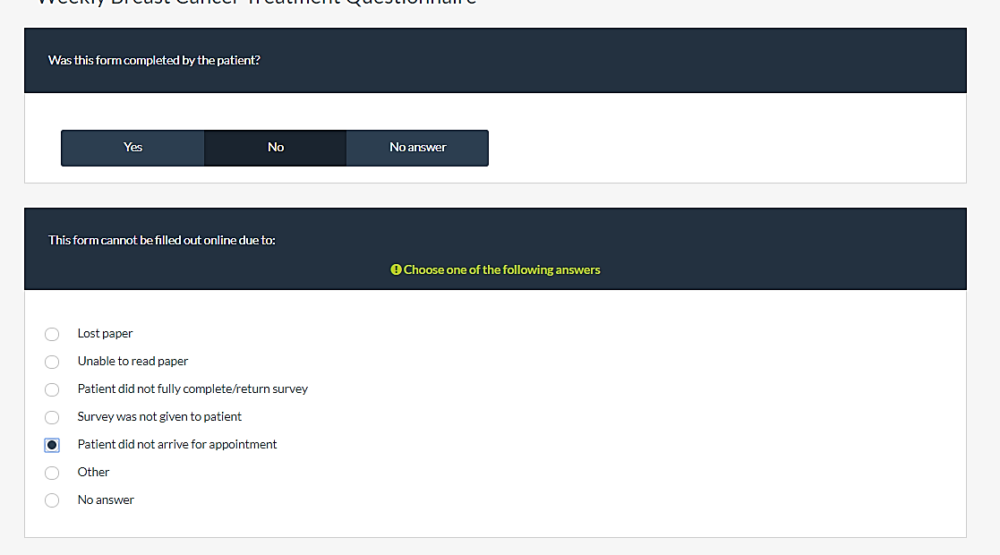 Weekly Breast Cancer Treatment Questionnaire
Was this form completed by the patient?
Yes No No answer
This form cannot be filled out online due to:
Choose one of the following answers
Lost paper
Unable to read paper
Patient did not fully complete/return survey
Survey was not given to patient
Patient did not arrive for appointment
Other
No answer